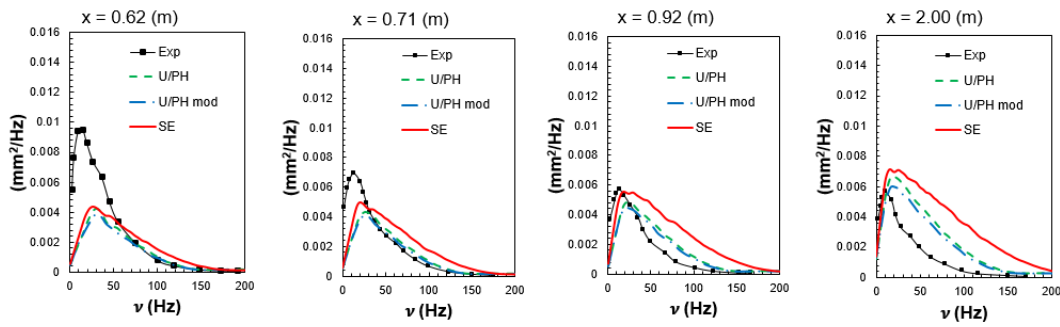 x = 0.62 (m)
(mm²/Hz)
0.016
0.014
0.012
0.01
0.008
0.006
0.004
0.002
0
Exp
U/PH
U/PH mod
SE
0 50 100 150 200
ν (Hz)
x = 0.71 (m)
(mm²/Hz)
0.016
0.014
0.012
0.01
0.008
0.006
0.004
0.002
0
Exp
U/PH
U/PH mod
SE
0 50 100 150 200
ν (Hz)
x = 0.92 (m)
(mm²/Hz)
0.016
0.014
0.012
0.01
0.008
0.006
0.004
0.002
0
Exp
U/PH
U/PH mod
SE
0 50 100 150 200
ν (Hz)
x = 2.00 (m)
(mm²/Hz)
0.016
0.014
0.012
0.01
0.008
0.006
0.004
0.002
0
Exp
U/PH
U/PH mod
SE
0 50 100 150 200
ν (Hz)